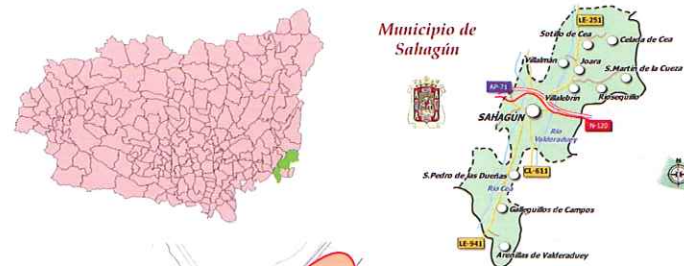 Municipio de
Sahagún
LE-251
Sotillo de Cea
Celada de Cea
Villalmán
Joara
S.Martín de la Cueza
AP-71
Villalebrín
Riosequillo
SAHAGÚN
N-120
Río
Valderaduey
CL-611
S.Pedro de las Dueñas
Río Cea
Galleguillos de Campos
LE-941
Arenillas de Valderaduey
N